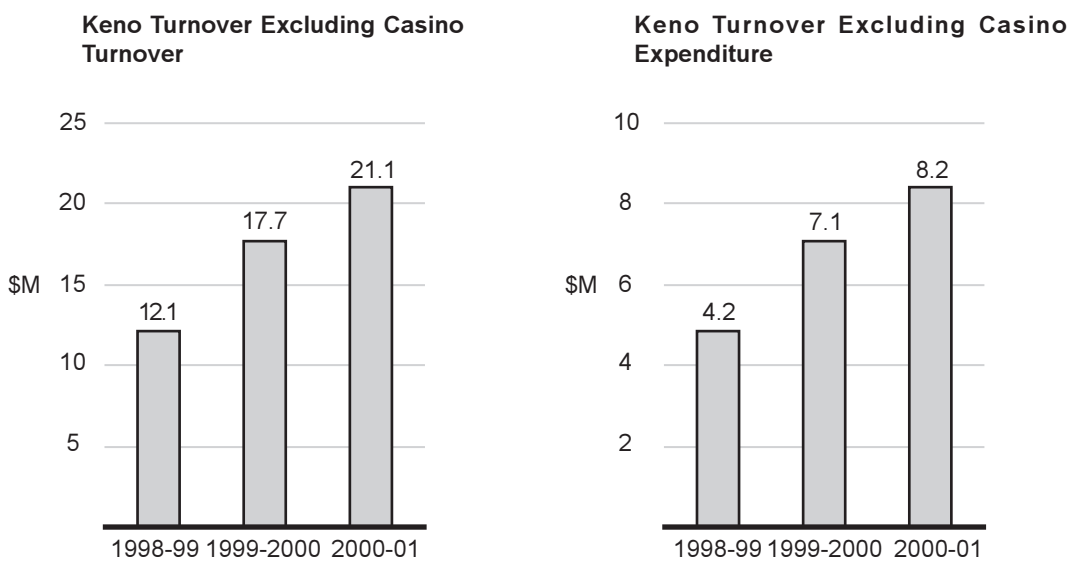 Keno Turnover Excluding Casino
Turnover
25
20
$M 15
10
5
12.1
17.7
21.1
1998-99 1999-2000 2000-01
Keno Turnover Excluding Casino
Expenditure
10
8
$M 6
4
2
4.2
7.1
8.2
1998-99 1999-2000 2000-01